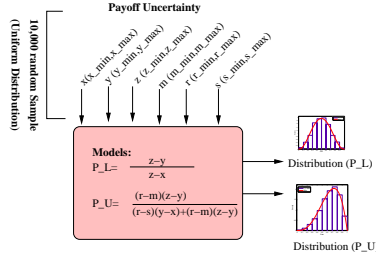 Payoff Uncertainty
10,000 random Sample
(Uniform Distribution)
x(x_min,x_max)
y (y_min,y_max)
z (z_min,z_max)
m (m_min,m_max)
r (r_min,r_max)
s (s_min,s_max)
Models:
P_L= z−y
z−x
P_U= (r−m)(z−y)
(r−s)(y−x)+(r−m)(z−y)
Distribution (P_L)
Distribution (P_U